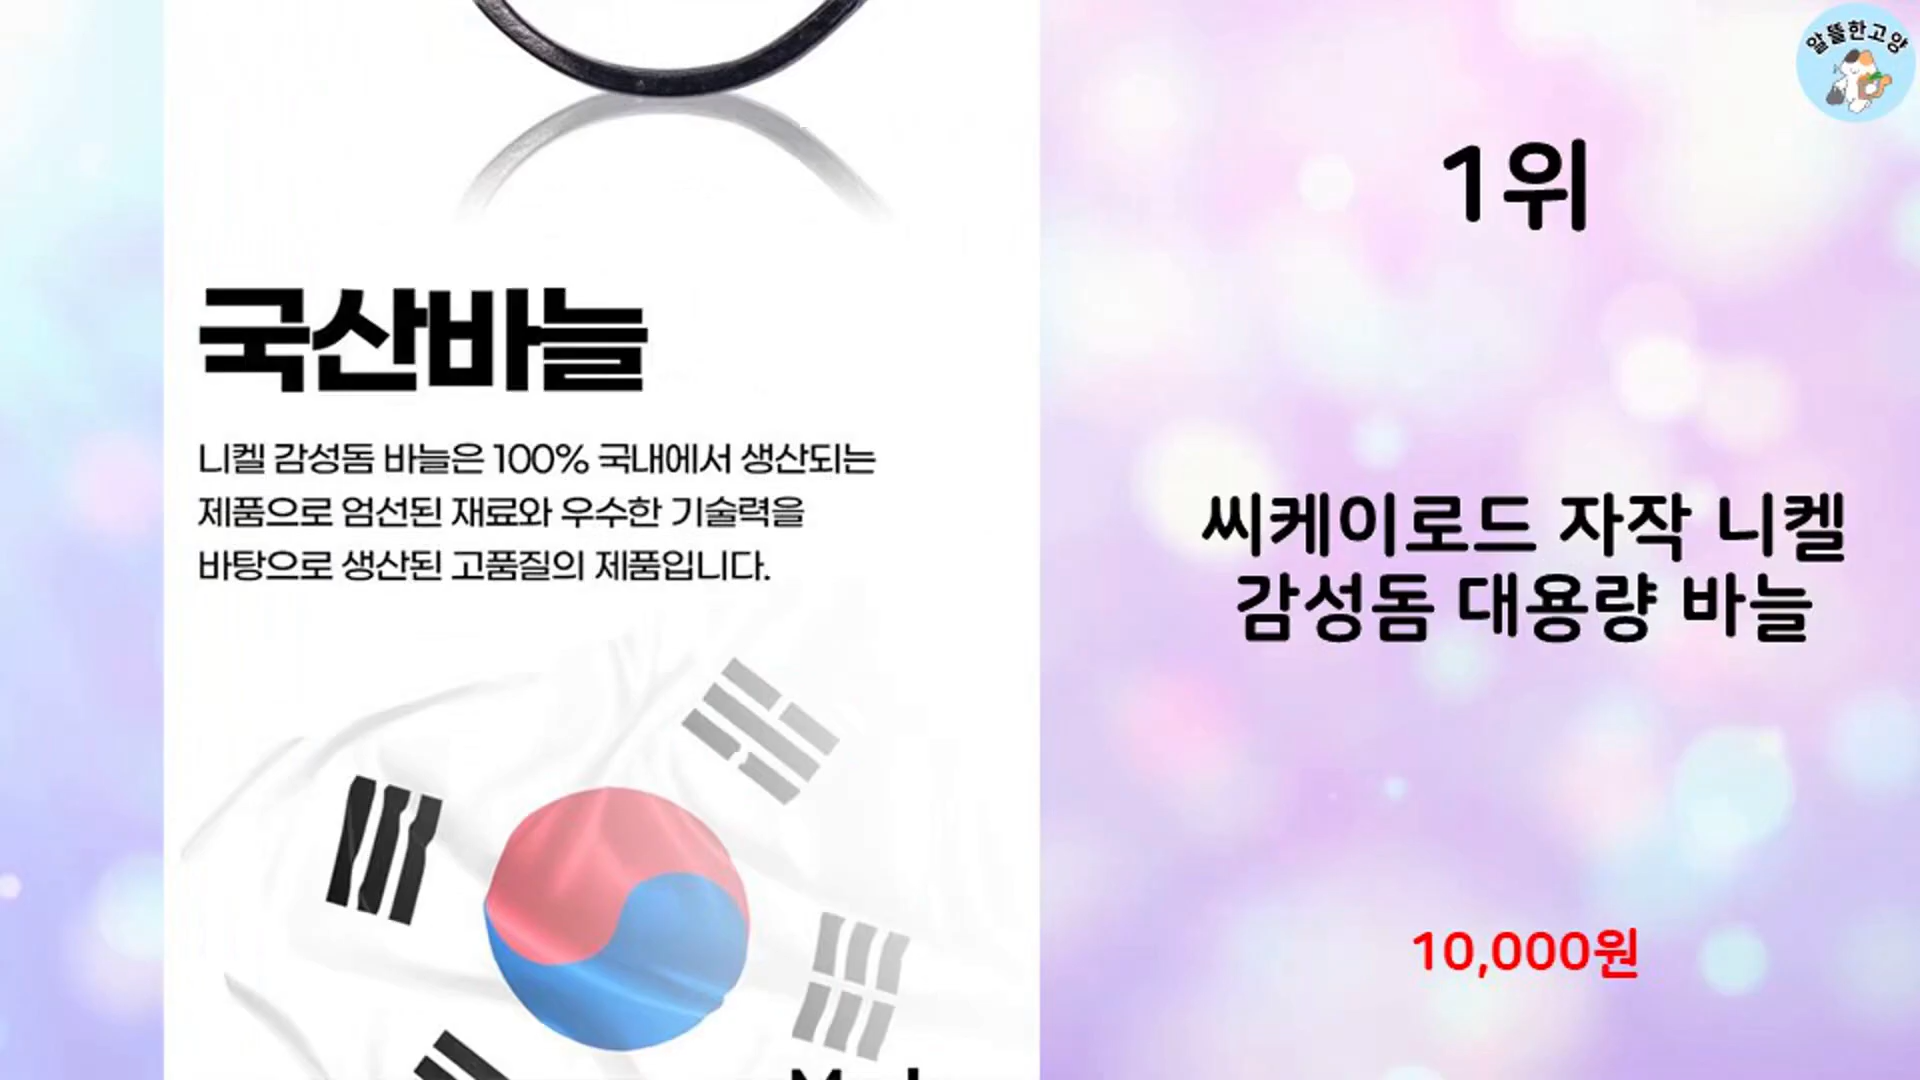 국산바늘
니켈 감성돔 바늘은 100% 국내에서 생산되는
제품으로 엄선된 재료와 우수한 기술력을
바탕으로 생산된 고품질의 제품입니다.
알뜰한고양
1위
씨케이로드 자작 니켈
감성돔 대용량 바늘
10,000원